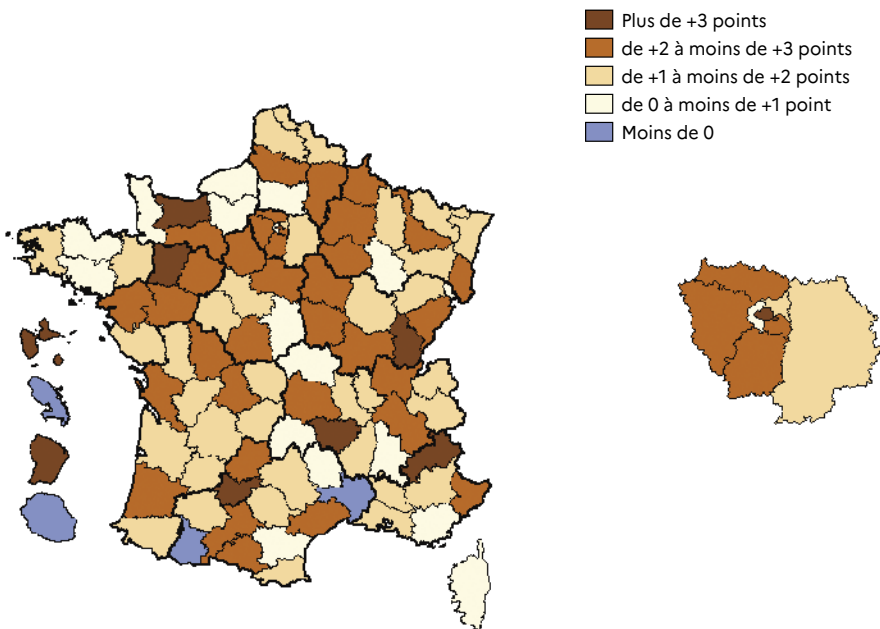 Plus de +3 points
de +2 à moins de +3 points
de +1 à moins de +2 points
de 0 à moins de +1 point
Moins de 0